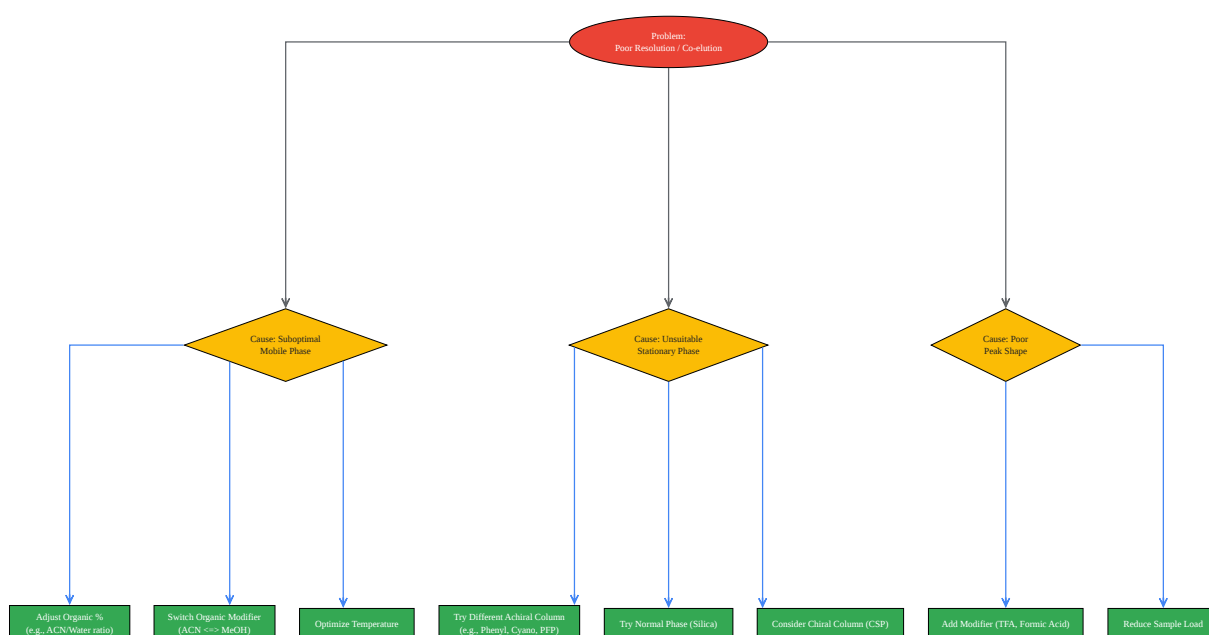 Problem:
Poor Resolution / Co-elution
Cause: Suboptimal
Mobile Phase
Cause: Unsuitable
Stationary Phase
Cause: Poor
Peak Shape
Adjust Organic %
(e.g., ACN/Water ratio)
Switch Organic Modifier
(ACN <=> MeOH)
Optimize Temperature
Try Different Achiral Column
(e.g., Phenyl, Cyano, PFP)
Try Normal Phase (Silica)
Consider Chiral Column (CSP)
Add Modifier (TFA, Formic Acid)
Reduce Sample Load